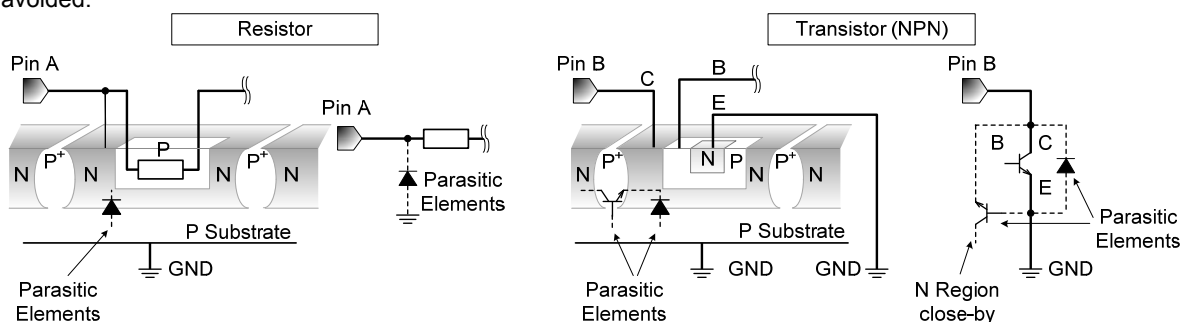 avoided.
Resistor
Transistor (NPN)
Pin A
Pin A
N
P+
N
P
N
P+
N
Parasitic
Elements
P Substrate
GND
Parasitic
Elements
Pin B
C
B
E
N
P+
N
N
P
N
P+
N
P Substrate
GND
GND
Parasitic
Elements
Pin B
B
C
E
Parasitic
Elements
GND
N Region
close-by